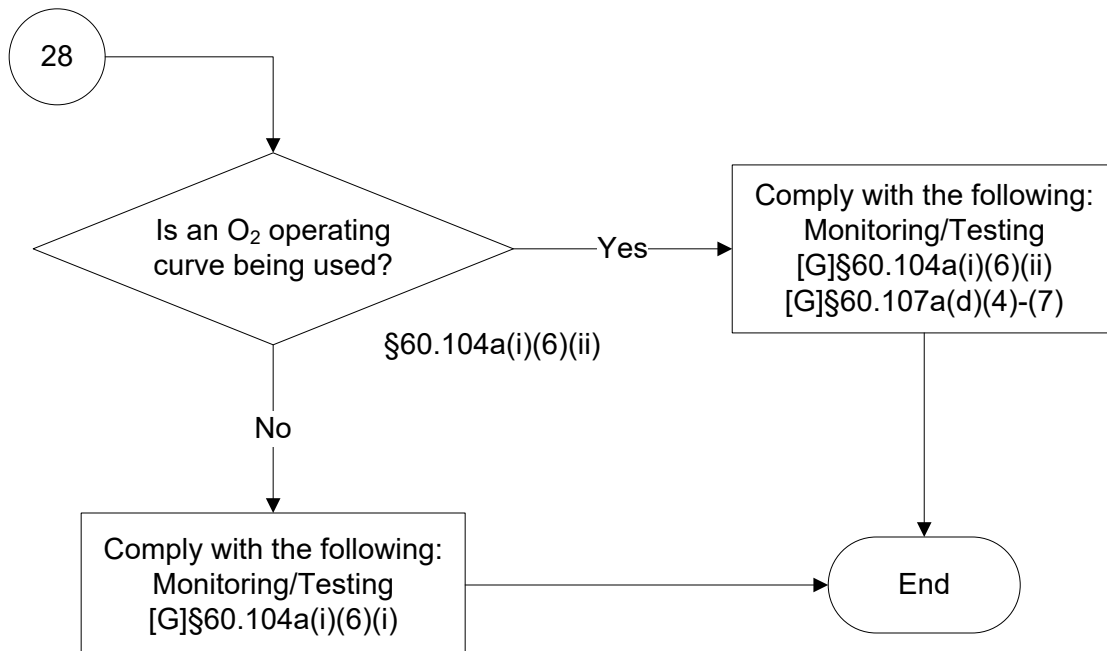 28
Is an O₂ operating
curve being used?
Yes
Comply with the following:
Monitoring/Testing
[G]§60.104a(i)(6)(ii)
[G]§60.107a(d)(4)-(7)
§60.104a(i)(6)(ii)
No
Comply with the following:
Monitoring/Testing
[G]§60.104a(i)(6)(i)
End